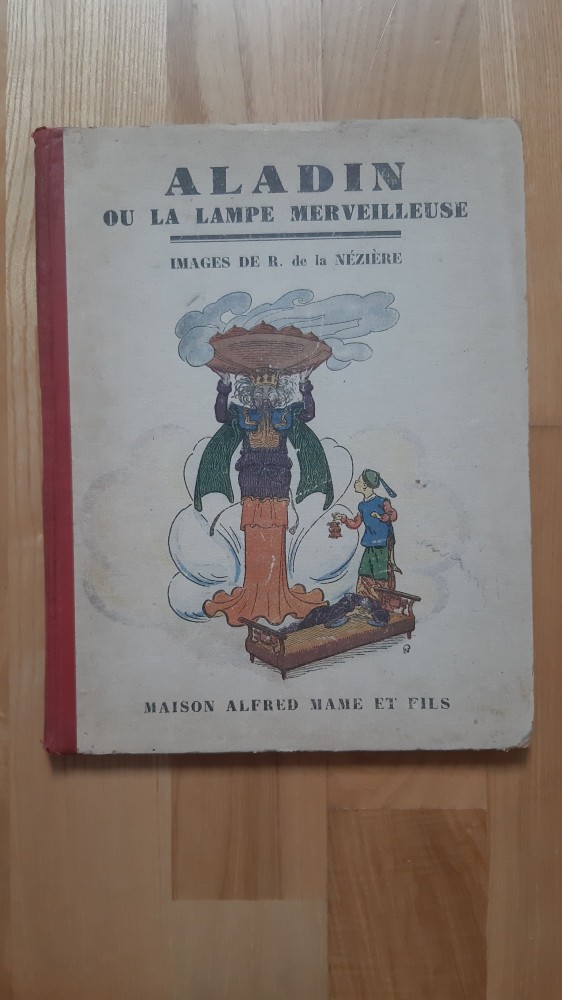 ALADIN
OU LA LAMPE MERVEILLEUSE
IMAGES DE R. de la NÉZIÈRE
MAISON ALFRED MAME ET FILS